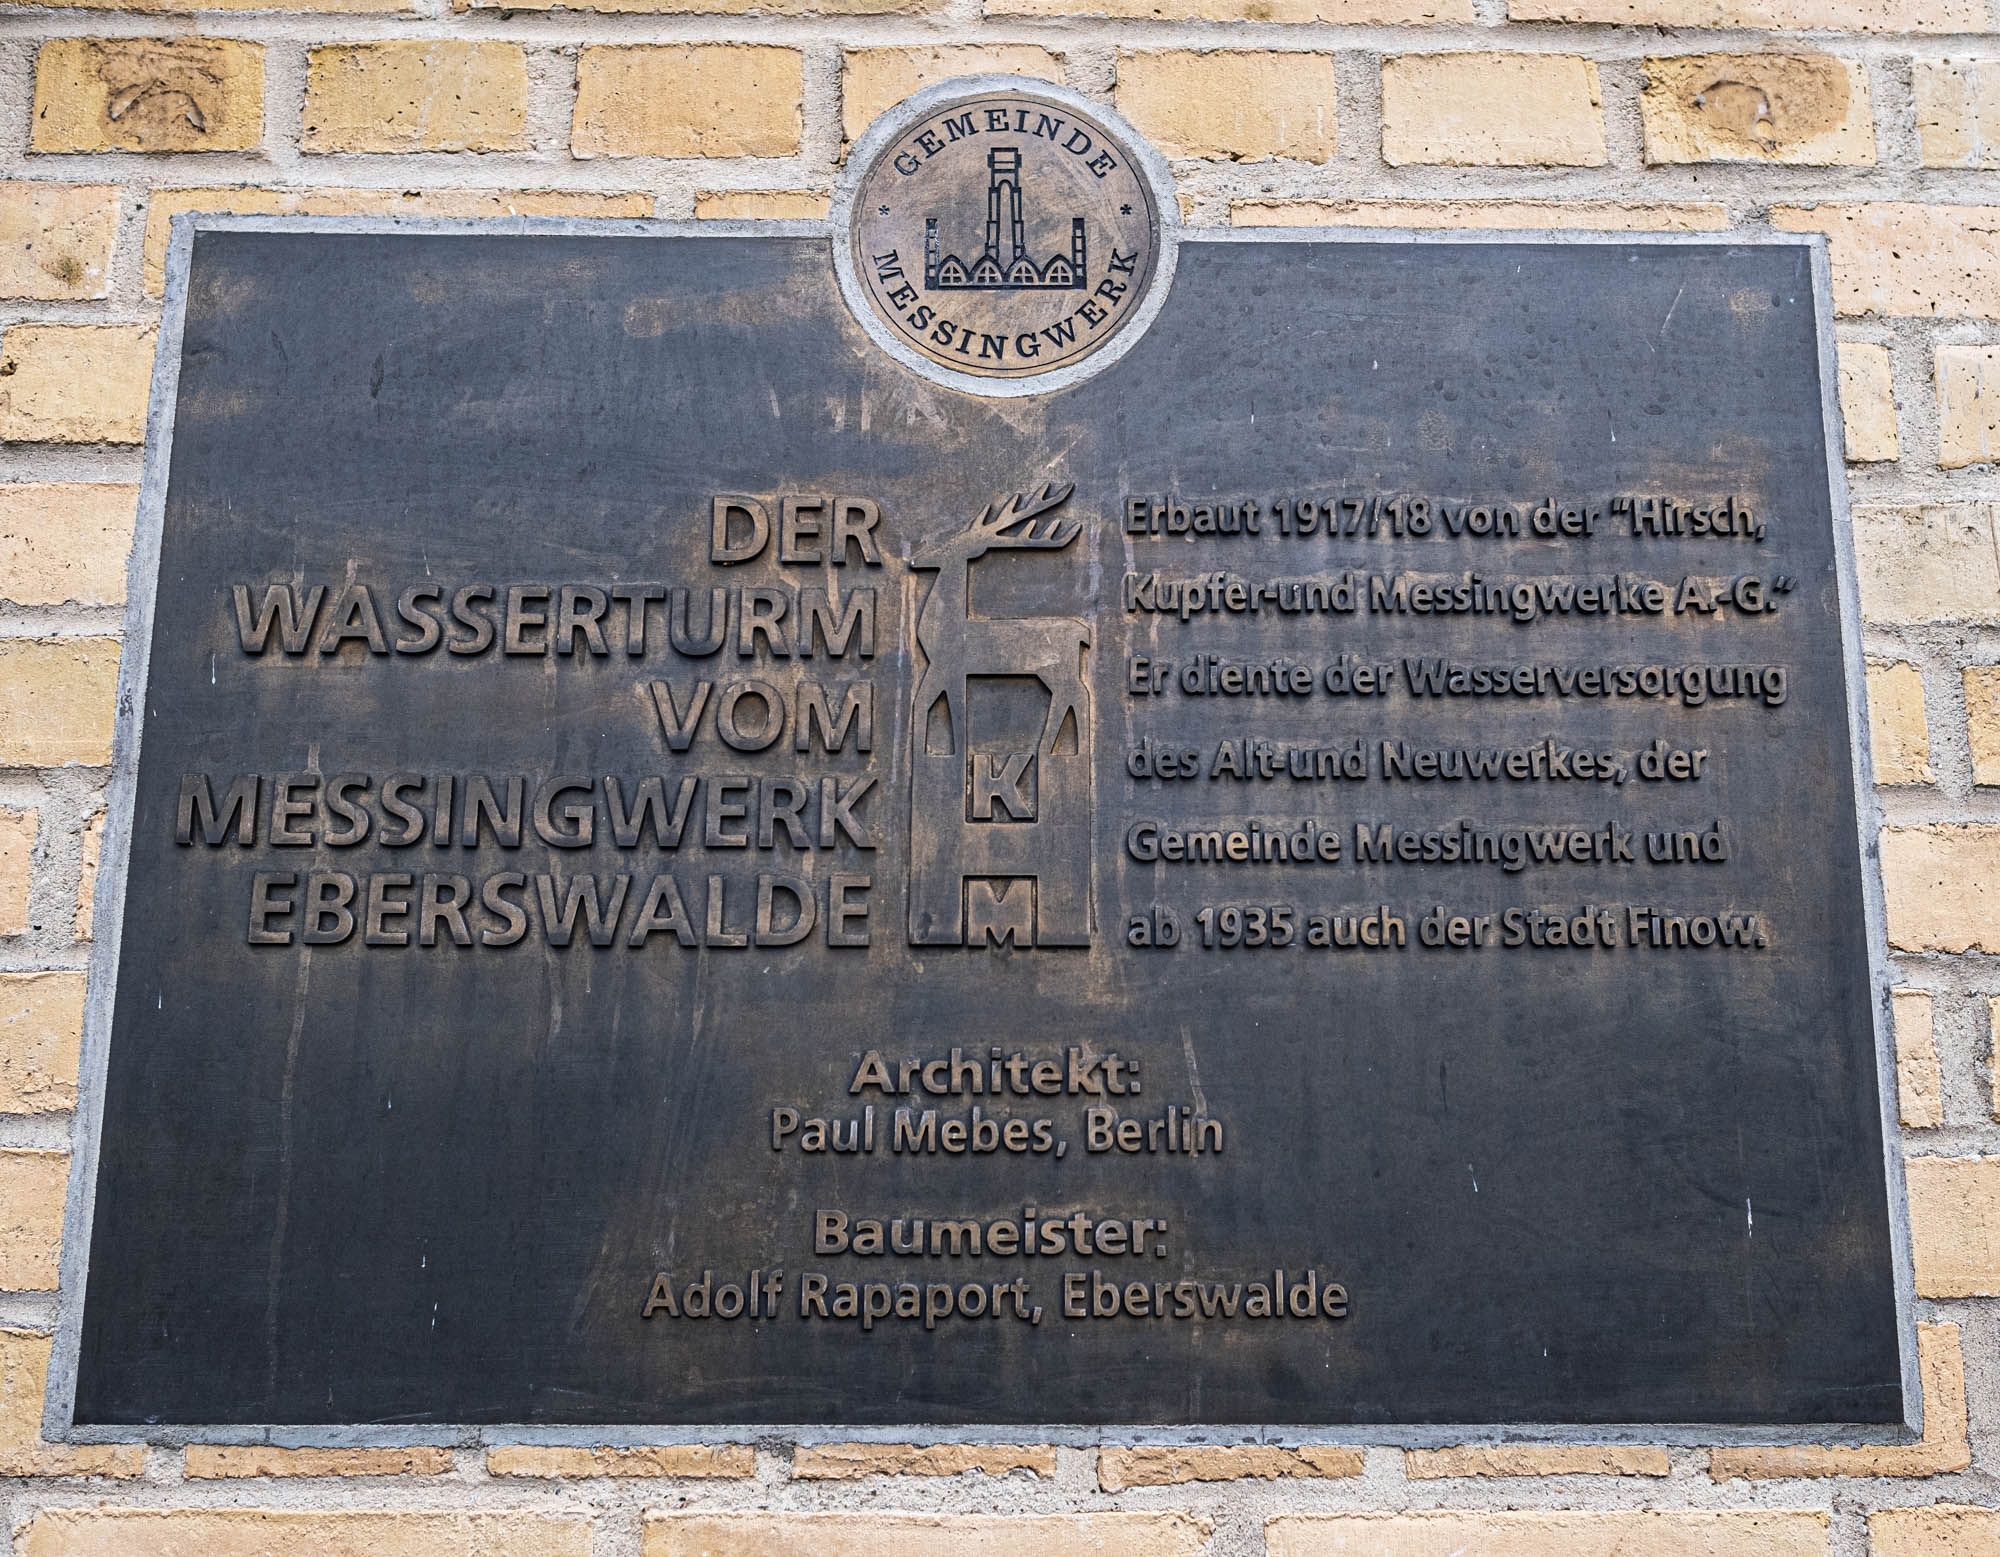 GEMEINDE
* *
MESSINGWERK
DER
WASSERTURM
VOM
MESSINGWERK
EBERSWALDE
K
M
Erbaut 1917/18 von der "Hirsch,
Kupfer-und Messingwerke A.-G."
Er diente der Wasserversorgung
des Alt-und Neuwerkes, der
Gemeinde Messingwerk und
ab 1935 auch der Stadt Finow.
Architekt:
Paul Mebes, Berlin
Baumeister:
Adolf Rapaport, Eberswalde